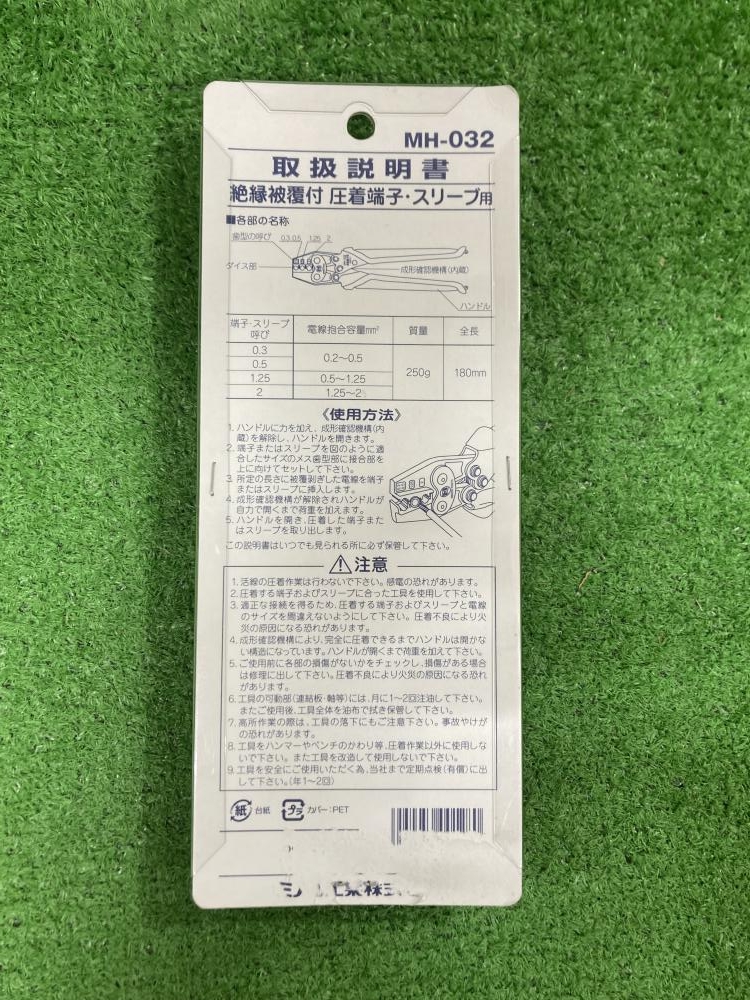 MH-032
取扱説明書
絶縁被覆付 圧着端子・スリーブ用
■各部の名称
歯型の呼び 0.3 0.5 1.25 2
ダイス部
成形確認機構(内蔵)
ハンドル
端子・スリーブ呼び 電線抱合容量mm² 質量 全長
0.3 0.2〜0.5 250g 180mm
0.5
1.25 0.5〜1.25
2 1.25〜2
《使用方法》
1. ハンドルに力を加え、成形確認機構(内
蔵)を解除し、ハンドルを開きます。
2. 端子またはスリーブを図のように適
合したサイズのメス歯型部に接合部を
上に向けてセットして下さい。
3. 所定の長さに被覆剥ぎした電線を端子
またはスリーブに挿入します。
4. 成形確認機構が解除されハンドルが
自力で開くまで荷重を加えます。
5. ハンドルを開き、圧着した端子また
はスリーブを取り出します。
この説明書はいつでも見られる所に必ず保管して下さい。
⚠注意
1. 活線の圧着作業は行わないで下さい。感電の恐れがあります。
2. 圧着する端子およびスリーブに合った工具を使用して下さい。
3. 適正な接続を得るため、圧着する端子およびスリーブと電線
のサイズを間違えないようにして下さい。圧着不良により火
災の原因になる恐れがあります。
4. 成形確認機構により、完全に圧着できるまでハンドルは開かな
い構造になっています。ハンドルが開くまで荷重を加えて下さい。
5. ご使用前に各部の損傷がないかをチェックし、損傷がある場合
は修理に出して下さい。圧着不良により火災の原因になる恐れ
があります。
6. 工具の可動部(連結板・軸等)には、月に1〜2回注油して下さい。
またご使用後、工具全体を油布で拭き保管して下さい。
7. 高所作業の際は、工具の落下にもご注意下さい。事故やけが
の恐れがあります。
8. 工具をハンマーやペンチのかわり等、圧着作業以外に使用しな
いで下さい。また工具を改造して使用しないで下さい。
9. 工具を安全にご使用いただく為、当社まで定期点検(有償)に出
して下さい。(年1〜2回)
紙 台紙 プラ カバー:PET